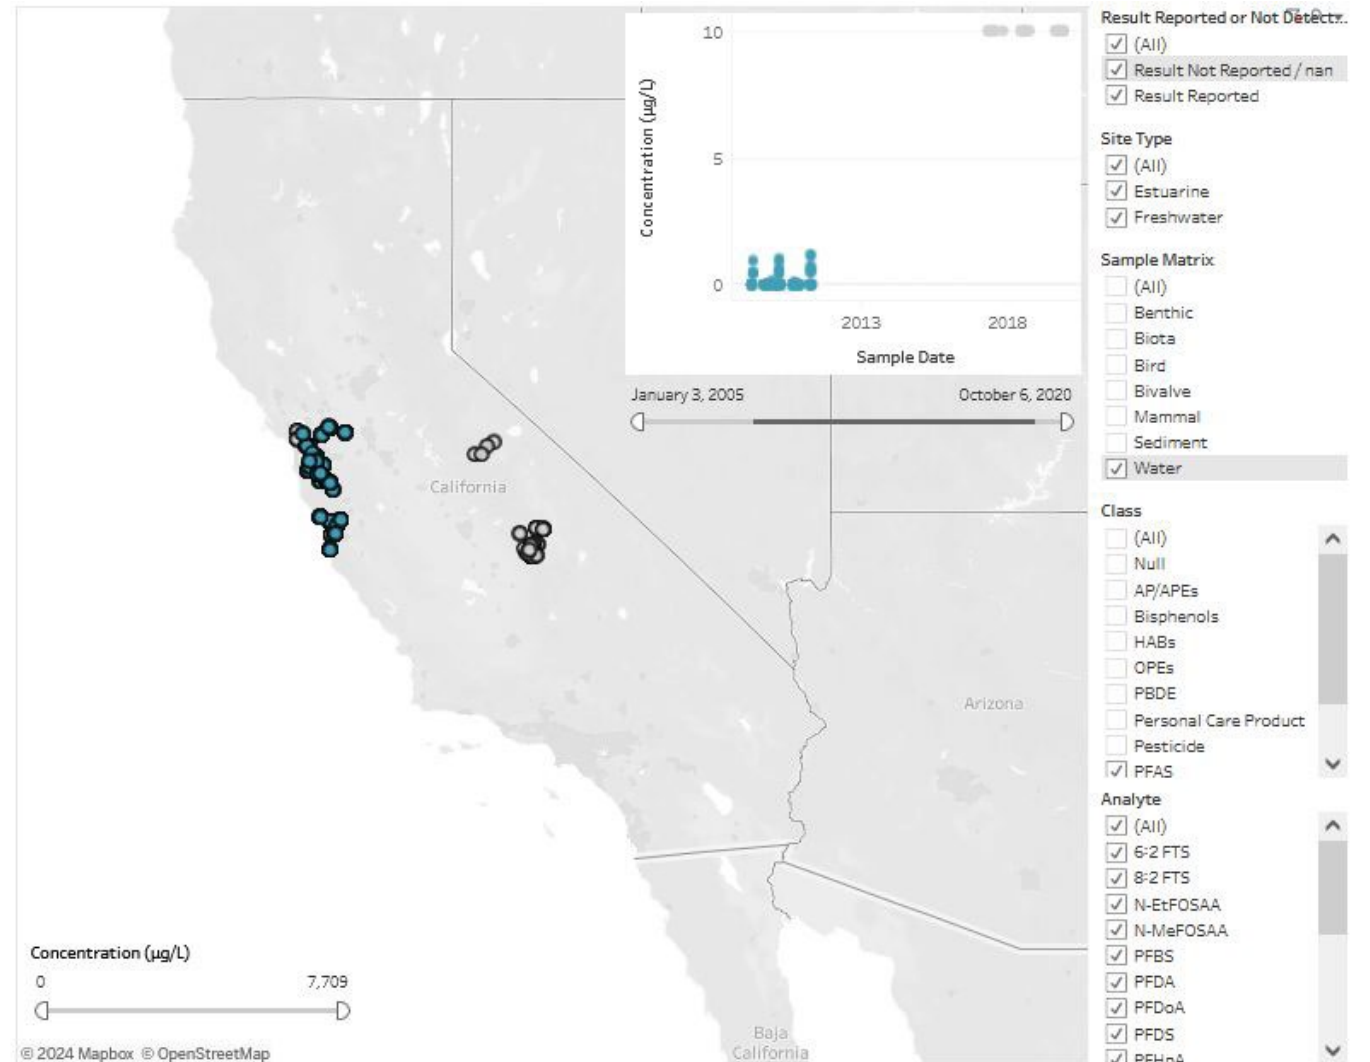 Result Reported or Not Detect...
(All)
Result Not Reported / nan
Result Reported
Site Type
(All)
Estuarine
Freshwater
Sample Matrix
(All)
Benthic
Biota
Bird
Bivalve
Mammal
Sediment
Water
Class
(All)
Null
AP/APEs
Bisphenols
HABs
OPEs
PBDE
Personal Care Product
Pesticide
PFAS
Analyte
(All)
6:2 FTS
8:2 FTS
N-EtFOSAA
N-MeFOSAA
PFBS
PFDA
PFDoA
PFDS
PFHpA
10
5
0
Concentration (µg/L)
2013 2018
Sample Date
January 3, 2005 October 6, 2020
California
Arizona
Baja
California
Concentration (µg/L)
0 7,709
© 2024 Mapbox © OpenStreetMap